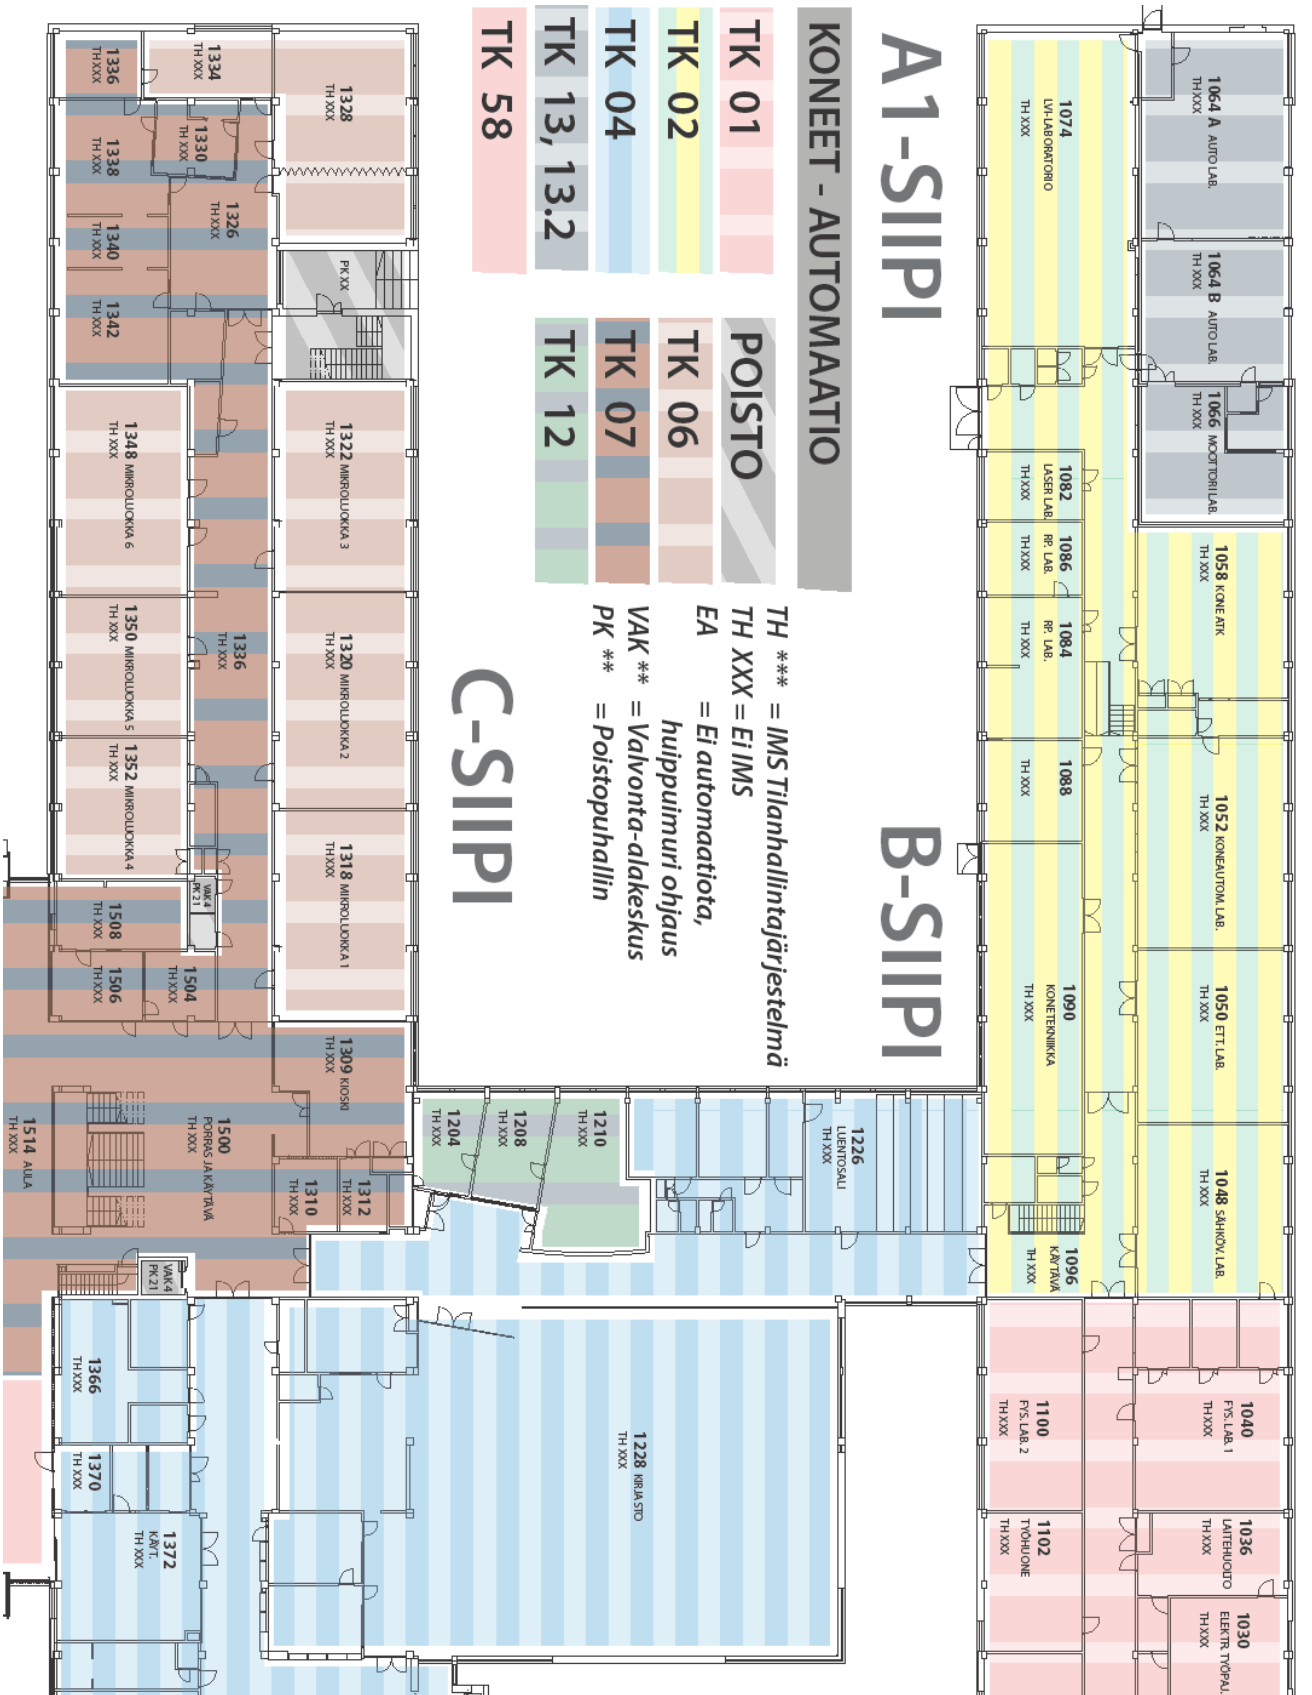 A1-SIIPI
B-SIIPI
C-SIIPI
KONEET - AUTOMAATIO
TK 01
TK 02
TK 04
TK 13, 13.2
TK 58
POISTO
TK 06
TK 07
TK 12
TH *** = IMS Tilanhallintajärjestelmä
TH XXX = Ei IMS
EA = Ei automaatiota,
huippuimuri ohjaus
VAK ** = Valvonta-alakeskus
PK ** = Poistopuhallin
1064 A AUTO LAB.
TH XXX
1064 B AUTO LAB.
TH XXX
1066 MOOTTORILAB.
TH XXX
1058 KONE ATK
TH XXX
1052 KONEAUTOM. LAB.
TH XXX
1050 ETT. LAB.
TH XXX
1048 SÄHKÖV. LAB.
TH XXX
1040
FYS. LAB. 1
TH XXX
1036
LAITEHUOLTO
TH XXX
1030
ELEKTR. TYÖPAJ.
TH XXX
1074
LVI-LABORATORIO
TH XXX
1082
LASER LAB.
TH XXX
1086
RP. LAB.
TH XXX
1084
RP. LAB.
TH XXX
1088
TH XXX
1090
KONETEKNIIKKA
TH XXX
1096
KÄYTÄVÄ
TH XXX
1100
FYS. LAB. 2
TH XXX
1102
TYÖHUONE
TH XXX
1226
LUENTOSALI
TH XXX
1210
TH XXX
1208
TH XXX
1204
TH XXX
1228 KIRJASTO
TH XXX
1328
TH XXX
1334
TH XXX
1336
TH XXX
1330
TH XXX
1338
TH XXX
1326
TH XXX
1340
TH XXX
1342
TH XXX
PK XX
1322 MIKROLUOKKA 3
TH XXX
1320 MIKROLUOKKA 2
TH XXX
1318 MIKROLUOKKA 1
TH XXX
1336
TH XXX
1348 MIKROLUOKKA 6
TH XXX
1350 MIKROLUOKKA 5
TH XXX
1352 MIKROLUOKKA 4
TH XXX
VAK4
PK 21
1508
TH XXX
1506
TH XXX
1504
TH XXX
1309 KIOSKI
TH XXX
1312
TH XXX
1310
TH XXX
1500
PORRAS JA KÄYTÄVÄ
TH XXX
1514 AULA
TH XXX
VAK4
PK 21
1366
TH XXX
1370
TH XXX
1372
KÄYT.
TH XXX